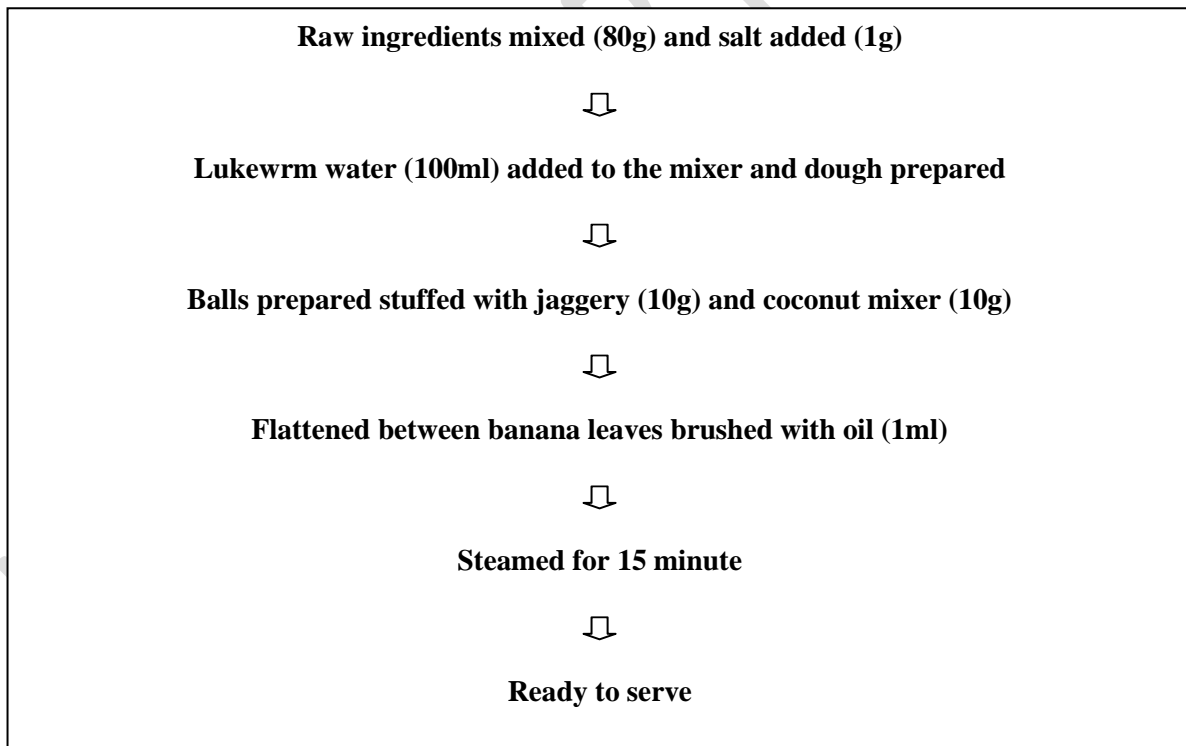 Raw ingredients mixed (80g) and salt added (1g)
Lukewrm water (100ml) added to the mixer and dough prepared
Balls prepared stuffed with jaggery (10g) and coconut mixer (10g)
Flattened between banana leaves brushed with oil (1ml)
Steamed for 15 minute
Ready to serve